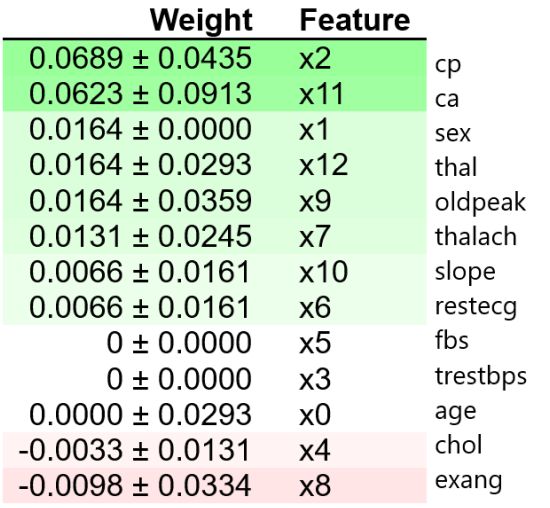 Weight Feature
0.0689 ± 0.0435 x2 cp
0.0623 ± 0.0913 x11 ca
0.0164 ± 0.0000 x1 sex
0.0164 ± 0.0293 x12 thal
0.0164 ± 0.0359 x9 oldpeak
0.0131 ± 0.0245 x7 thalach
0.0066 ± 0.0161 x10 slope
0.0066 ± 0.0161 x6 restecg
0 ± 0.0000 x5 fbs
0 ± 0.0000 x3 trestbps
0.0000 ± 0.0293 x0 age
-0.0033 ± 0.0131 x4 chol
-0.0098 ± 0.0334 x8 exang